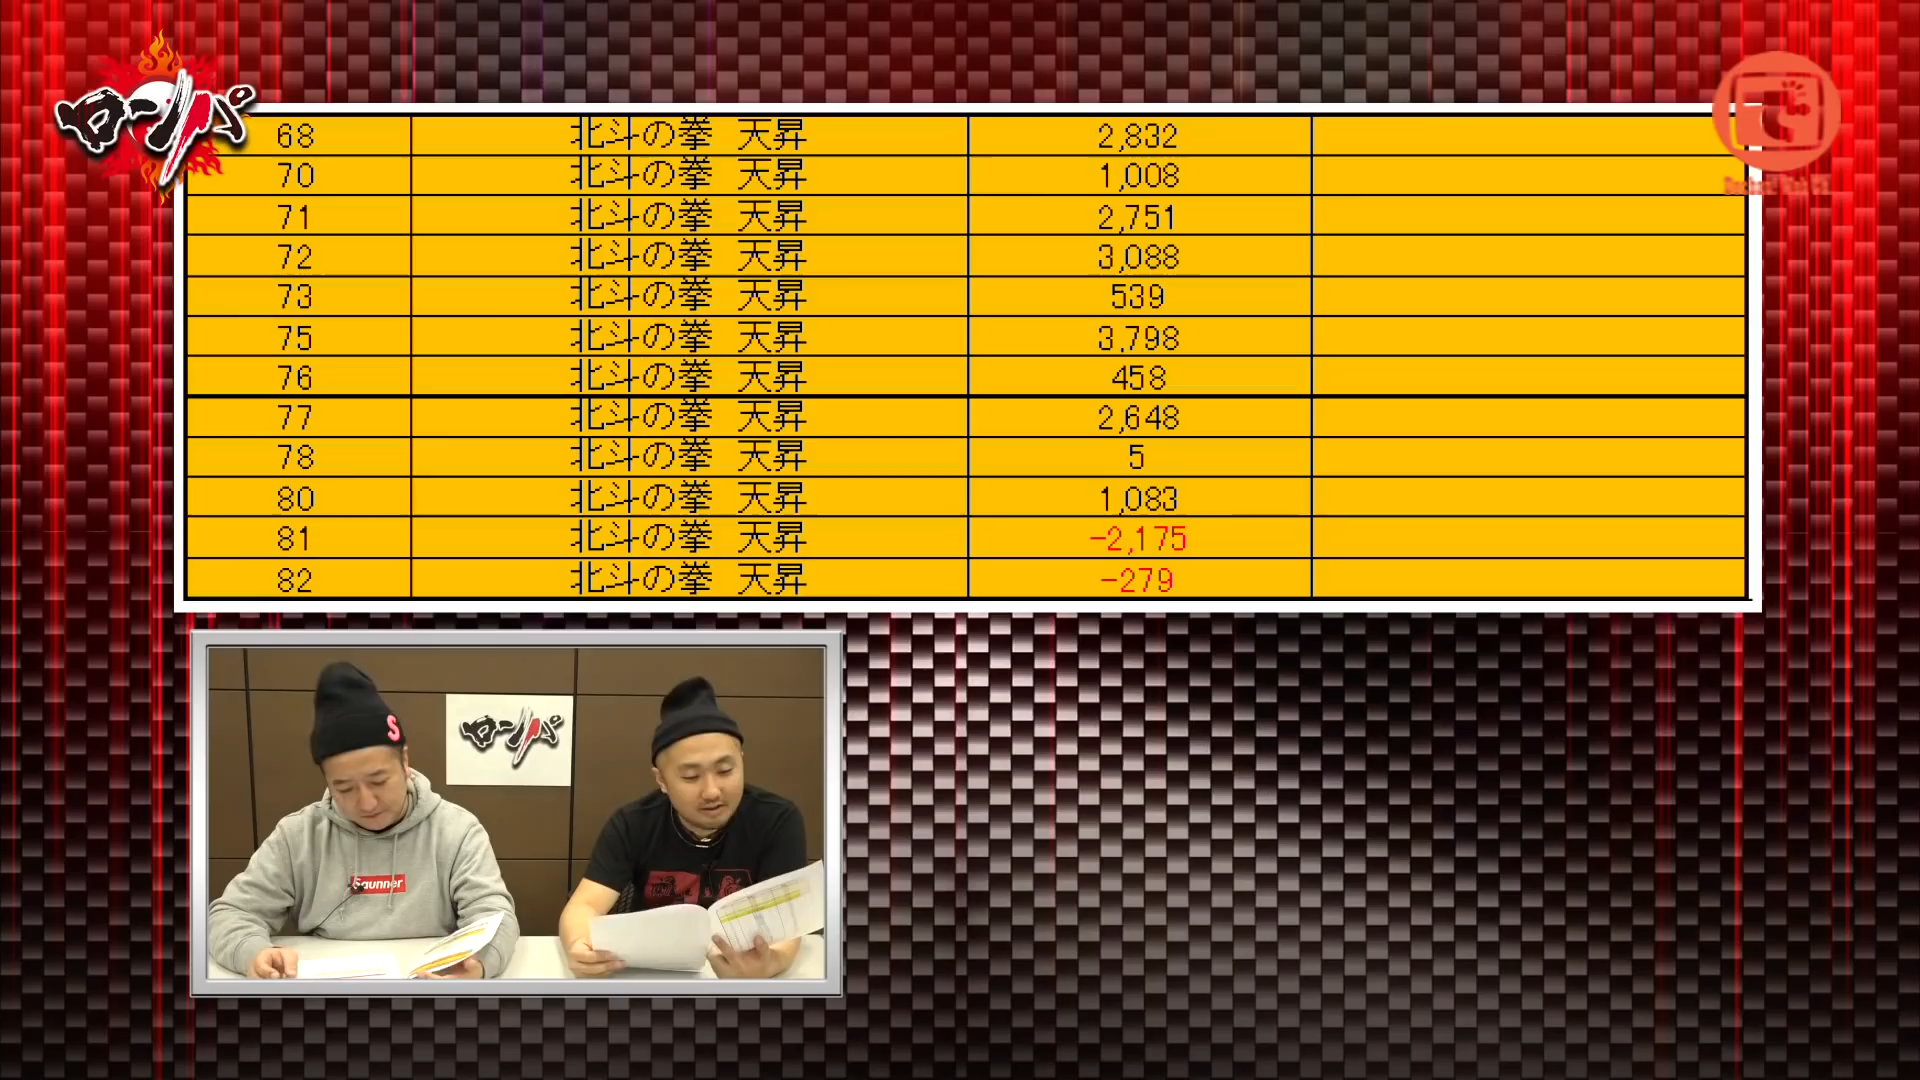 ローソパ
68 北斗の拳 天昇 2,832
70 北斗の拳 天昇 1,008
71 北斗の拳 天昇 2,751
72 北斗の拳 天昇 3,088
73 北斗の拳 天昇 539
75 北斗の拳 天昇 3,798
76 北斗の拳 天昇 458
77 北斗の拳 天昇 2,648
78 北斗の拳 天昇 5
80 北斗の拳 天昇 1,083
81 北斗の拳 天昇 -2,175
82 北斗の拳 天昇 -279
S
ローソパ
Saunner